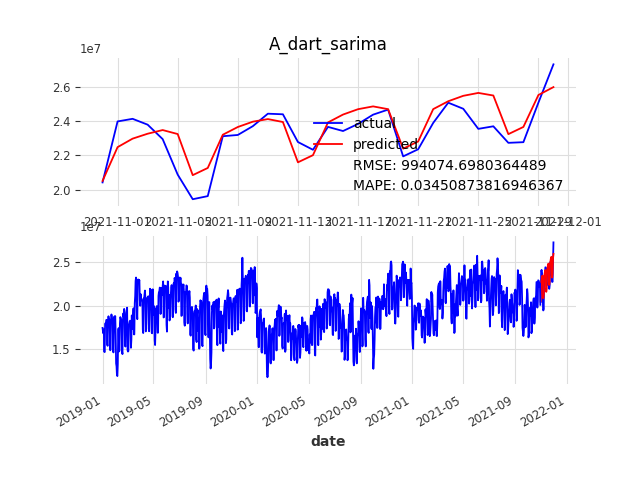 A_dart_sarima
1e7
2.6
2.4
2.2
2.0
actual
predicted
RMSE: 994074.6980364489
MAPE: 0.03450873816946367
2021-11-01 2021-11-05 2021-11-09 2021-11-13 2021-11-17 2021-11-21 2021-11-25 2021-11-29 2021-12-01
1e7
2.5
2.0
1.5
2019-01 2019-05 2019-09 2020-01 2020-05 2020-09 2021-01 2021-05 2021-09 2022-01
date